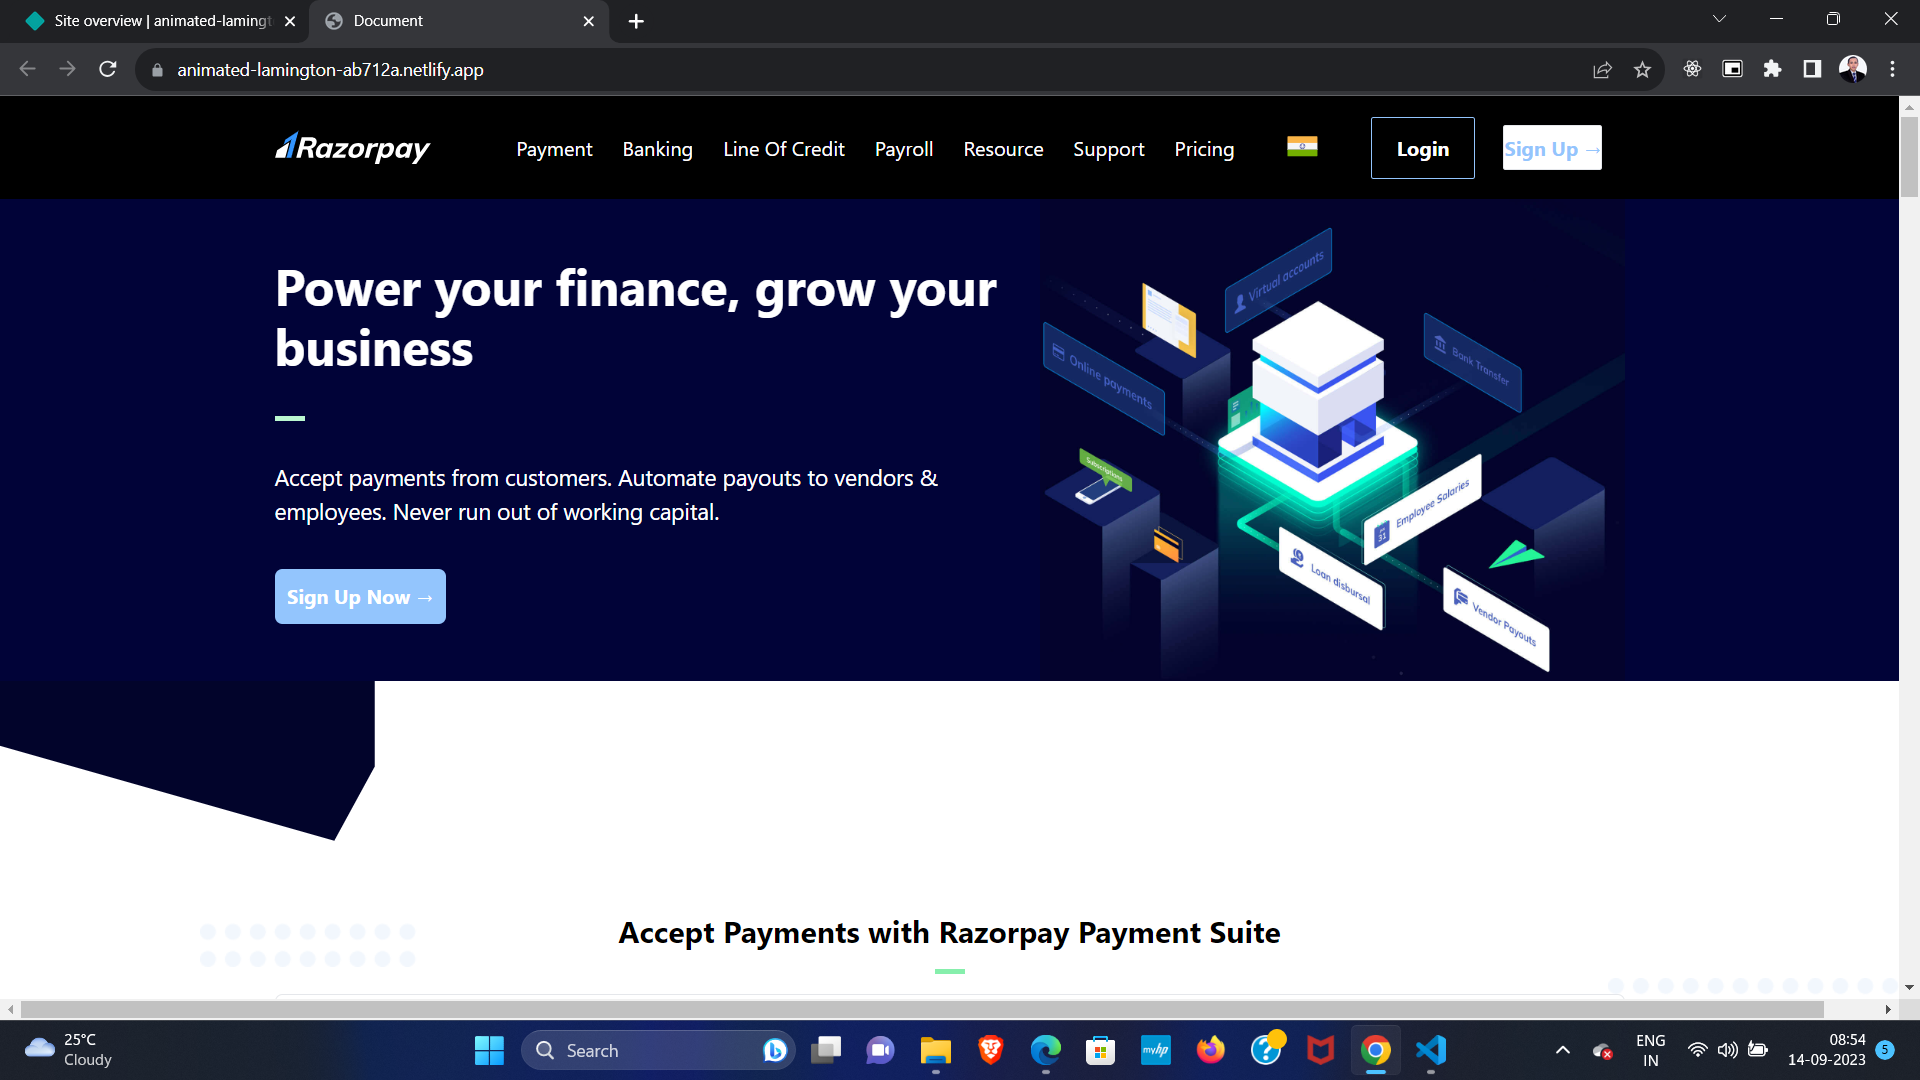 Site overview | animated-lamingt
Document
animated-lamington-ab712a.netlify.app
Razorpay
Payment Banking Line Of Credit Payroll Resource Support Pricing
Login
Sign Up →
Power your finance, grow your
business
Accept payments from customers. Automate payouts to vendors &
employees. Never run out of working capital.
Sign Up Now →
Virtual accounts
Online payments
Bank Transfer
Subscriptions
Employee Salaries
31
Loan disbursal
Vendor Payouts
Accept Payments with Razorpay Payment Suite
25°C
Cloudy
Search
myhp
ENG
IN
08:54
14-09-2023
5